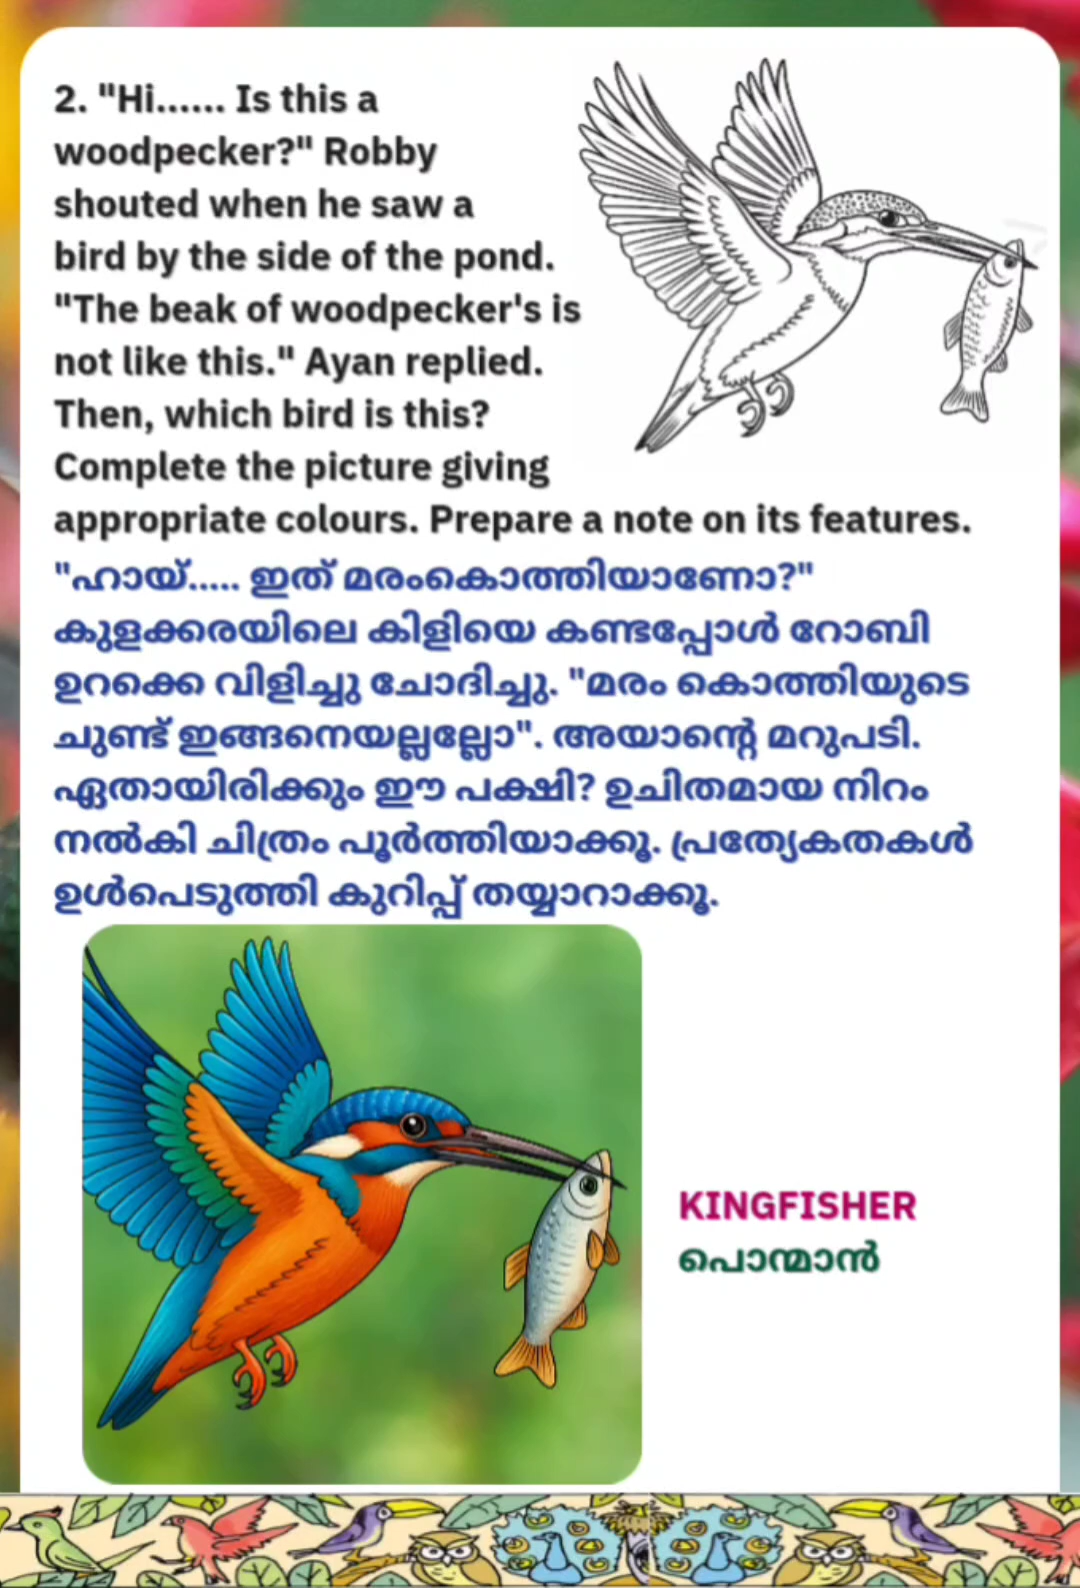 2. "Hi...... Is this a
woodpecker?" Robby
shouted when he saw a
bird by the side of the pond.
"The beak of woodpecker's is
not like this." Ayan replied.
Then, which bird is this?
Complete the picture giving
appropriate colours. Prepare a note on its features.
"ഹായ്..... ഇത് മരംകൊത്തിയാണോ?"
കുളക്കരയിലെ കിളിയെ കണ്ടപ്പോൾ റോബി
ഉറക്കെ വിളിച്ചു ചോദിച്ചു. "മരം കൊത്തിയുടെ
ചുണ്ട് ഇങ്ങനെയല്ലല്ലോ". അയാന്റെ മറുപടി.
ഏതായിരിക്കും ഈ പക്ഷി? ഉചിതമായ നിറം
നൽകി ചിത്രം പൂർത്തിയാക്കൂ. പ്രത്യേകതകൾ
ഉൾപെടുത്തി കുറിപ്പ് തയ്യാറാക്കൂ.
KINGFISHER
പൊന്മാൻ